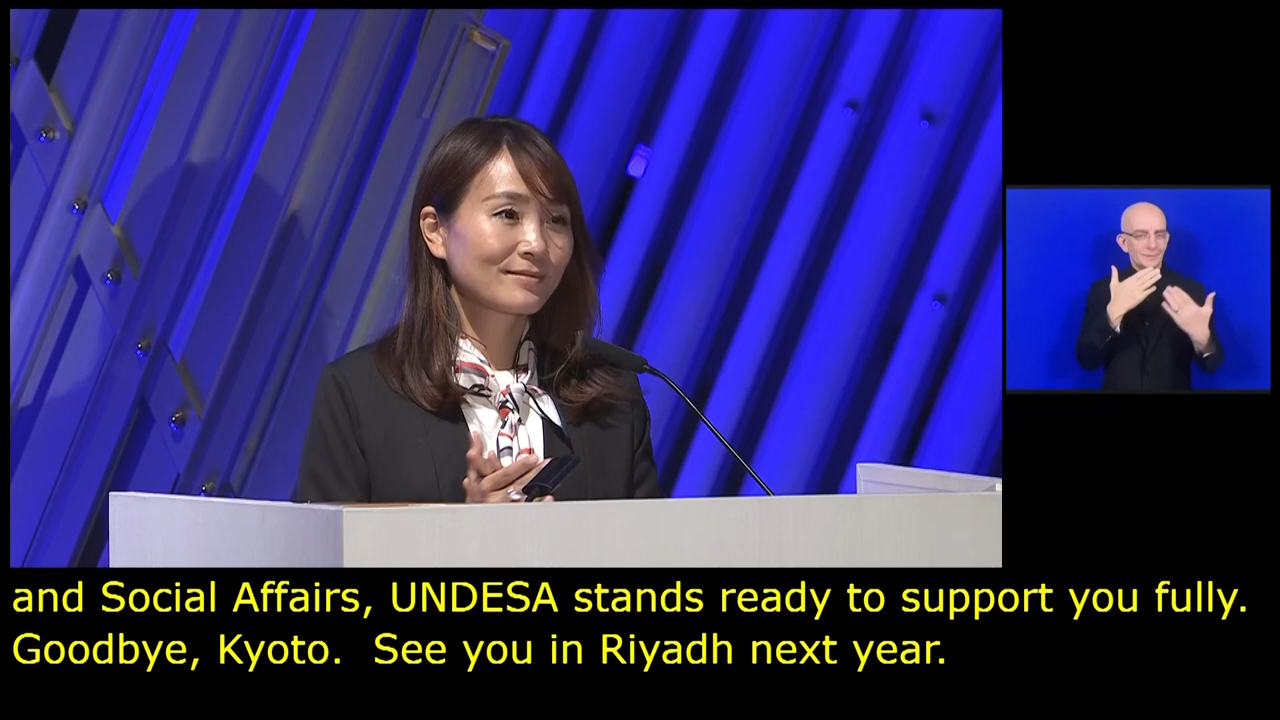 and Social Affairs, UNDESA stands ready to support you fully.
Goodbye, Kyoto.  See you in Riyadh next year.